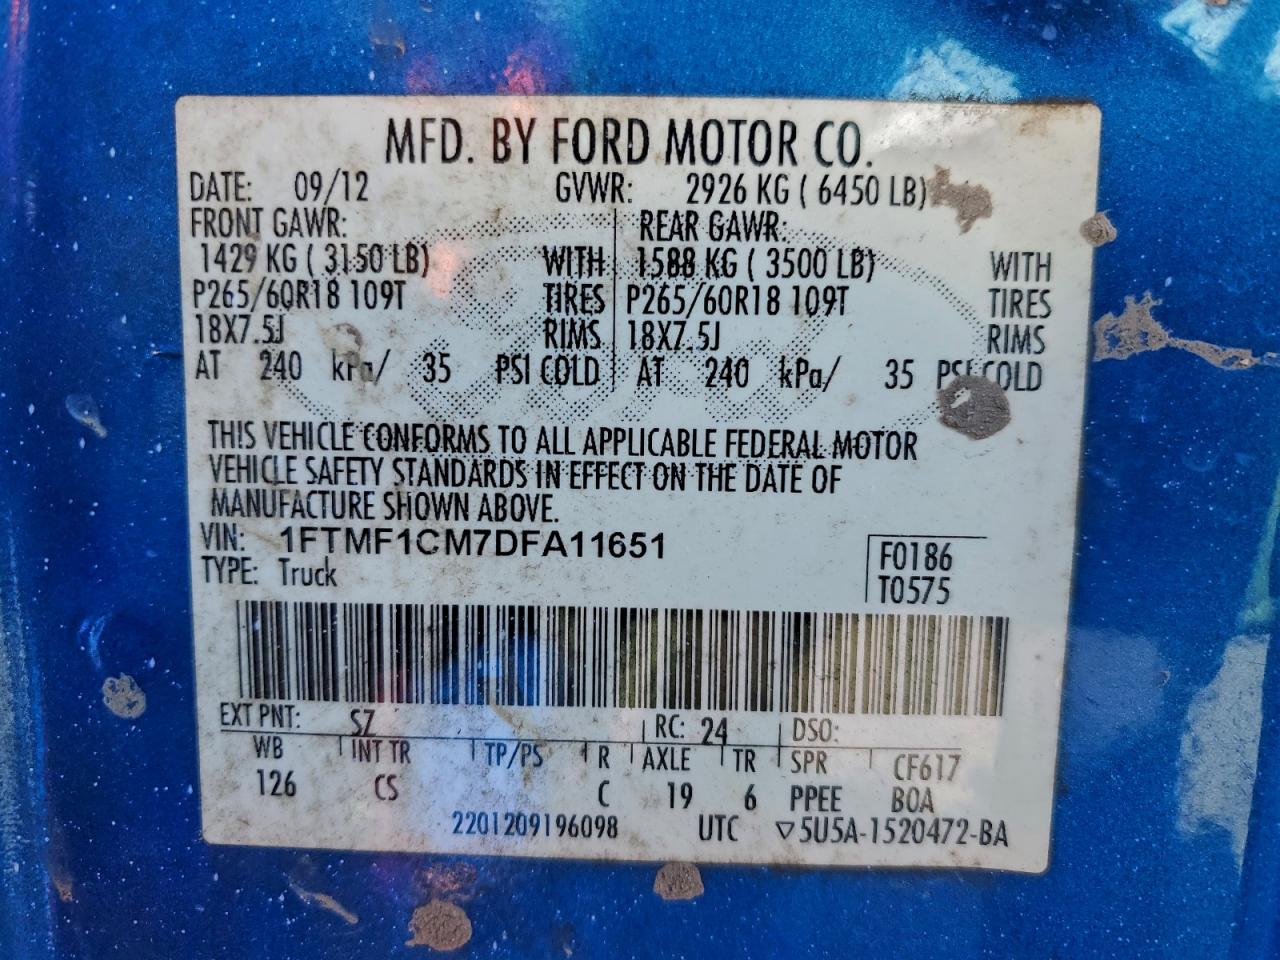 MFD. BY FORD MOTOR CO.
DATE: 09/12 GVWR: 2926 KG ( 6450 LB)
FRONT GAWR: REAR GAWR:
1429 KG ( 3150 LB) WITH 1588 KG ( 3500 LB) WITH
P265/60R18 109T TIRES P265/60R18 109T TIRES
18X7.5J RIMS 18X7.5J RIMS
AT 240 kPa/ 35 PSI COLD AT 240 kPa/ 35 PSI COLD
THIS VEHICLE CONFORMS TO ALL APPLICABLE FEDERAL MOTOR
VEHICLE SAFETY STANDARDS IN EFFECT ON THE DATE OF
MANUFACTURE SHOWN ABOVE.
VIN: 1FTMF1CM7DFA11651
TYPE: Truck
F0186
T0575
EXT PNT: SZ RC: 24 DSO:
WB INT TR TP/PS R AXLE TR SPR CF617
126 CS C 19 6 PPEE BOA
2201209196098 UTC ▽5U5A-1520472-BA